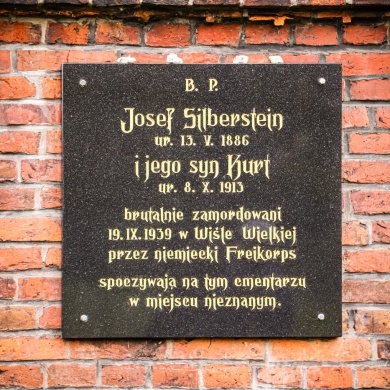 B. P.
Josef Silberstein
ur. 13. V. 1886
i jego syn Kurt
ur. 8. X. 1913
brutalnie zamordowani
19. IX. 1939 w Wiśle Wielkiej
przez niemiecki Freikorps
spoczywają na tym cmentarzu
w miejscu nieznanym.